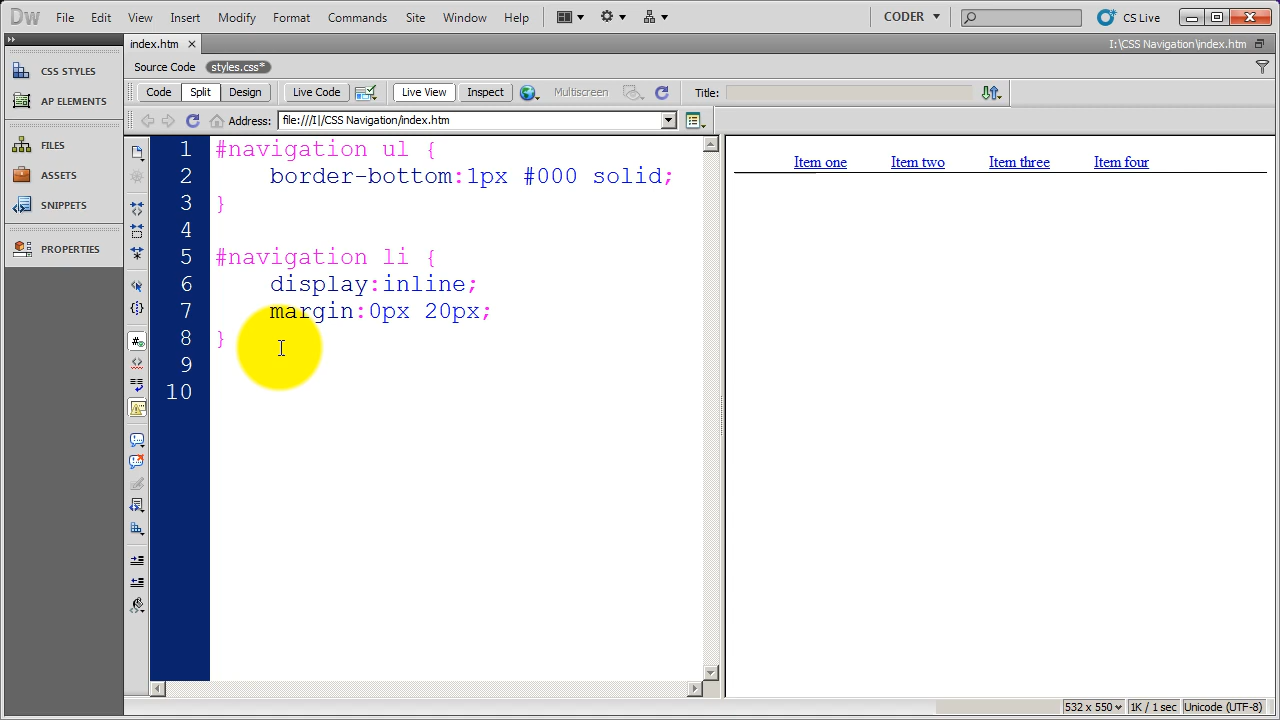 Dw File Edit View Insert Modify Format Commands Site Window Help CODER CS Live
index.htm I:\CSS Navigation\index.htm
Source Code styles.css*
Code Split Design Live Code Live View Inspect Multiscreen Title:
Address: file:///I|/CSS Navigation/index.htm
CSS STYLES
AP ELEMENTS
FILES
ASSETS
SNIPPETS
PROPERTIES
1 #navigation ul {
2 border-bottom:1px #000 solid;
3 }
4
5 #navigation li {
6 display:inline;
7 margin:0px 20px;
8 }
9
10
Item one Item two Item three Item four
532 x 550 1K / 1 sec Unicode (UTF-8)